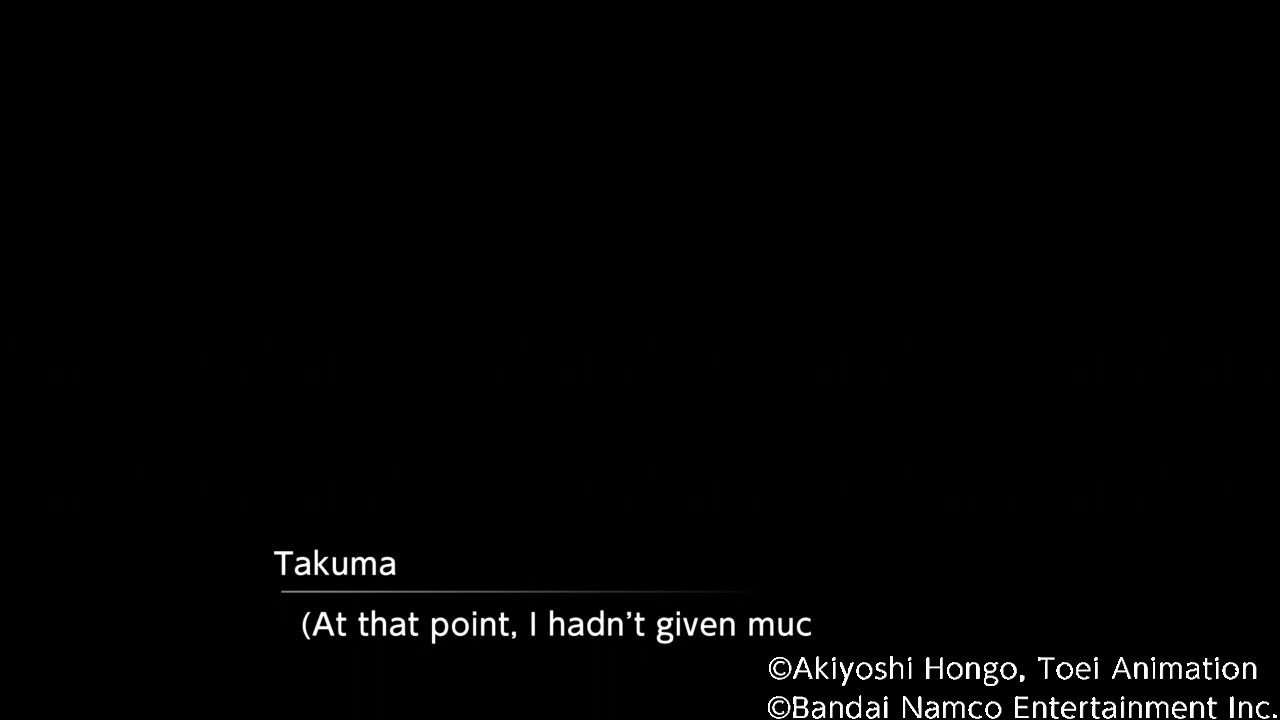 Takuma
(At that point, I hadn’t given muc
©Akiyoshi Hongo, Toei Animation
©Bandai Namco Entertainment Inc.